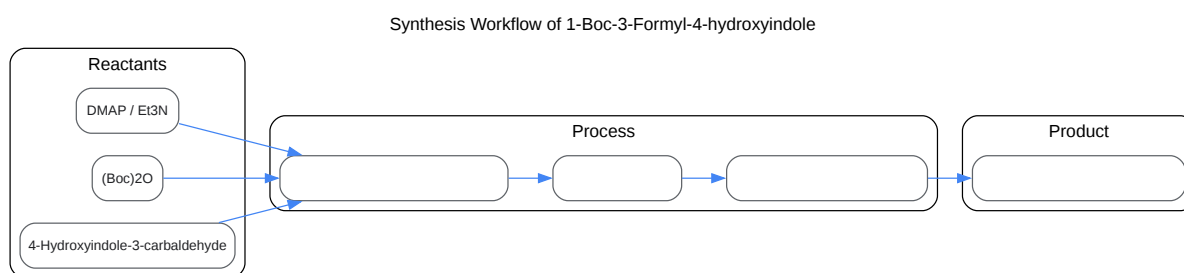 Synthesis Workflow of 1-Boc-3-Formyl-4-hydroxyindole
Reactants
DMAP / Et3N
(Boc)2O
4-Hydroxyindole-3-carbaldehyde
Process
Product